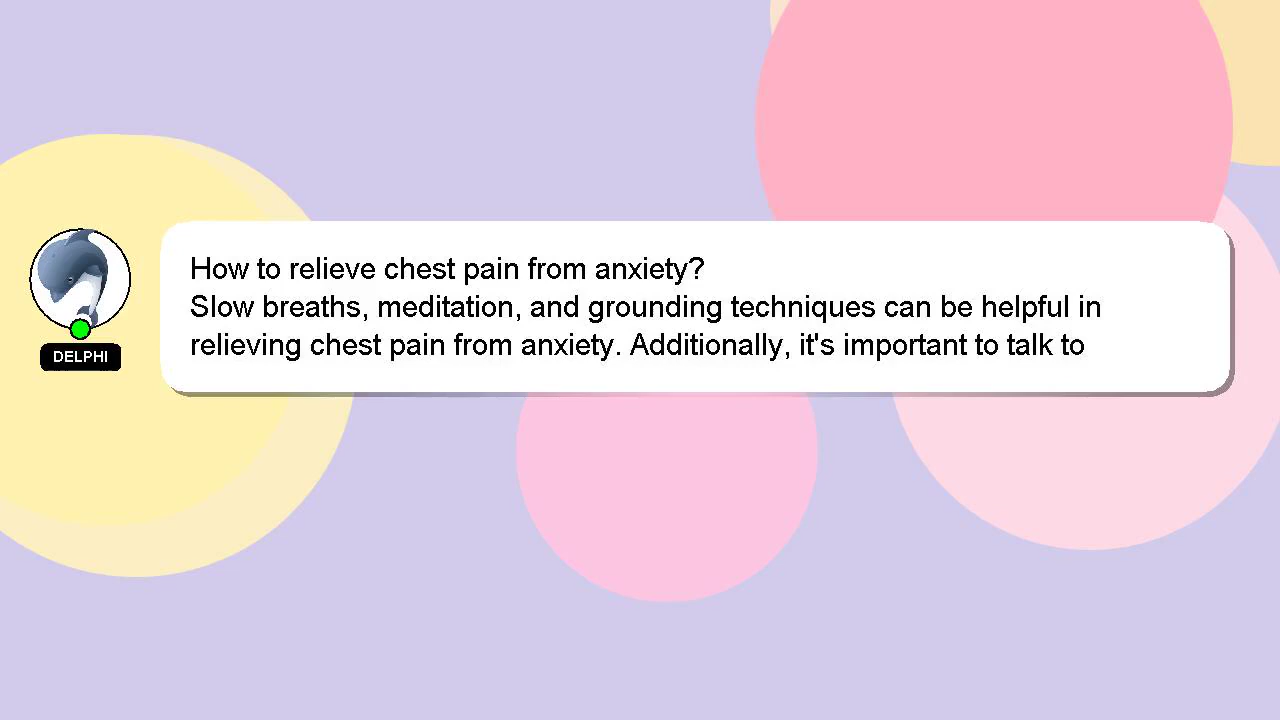 How to relieve chest pain from anxiety?
Slow breaths, meditation, and grounding techniques can be helpful in
relieving chest pain from anxiety. Additionally, it's important to talk to
DELPHI